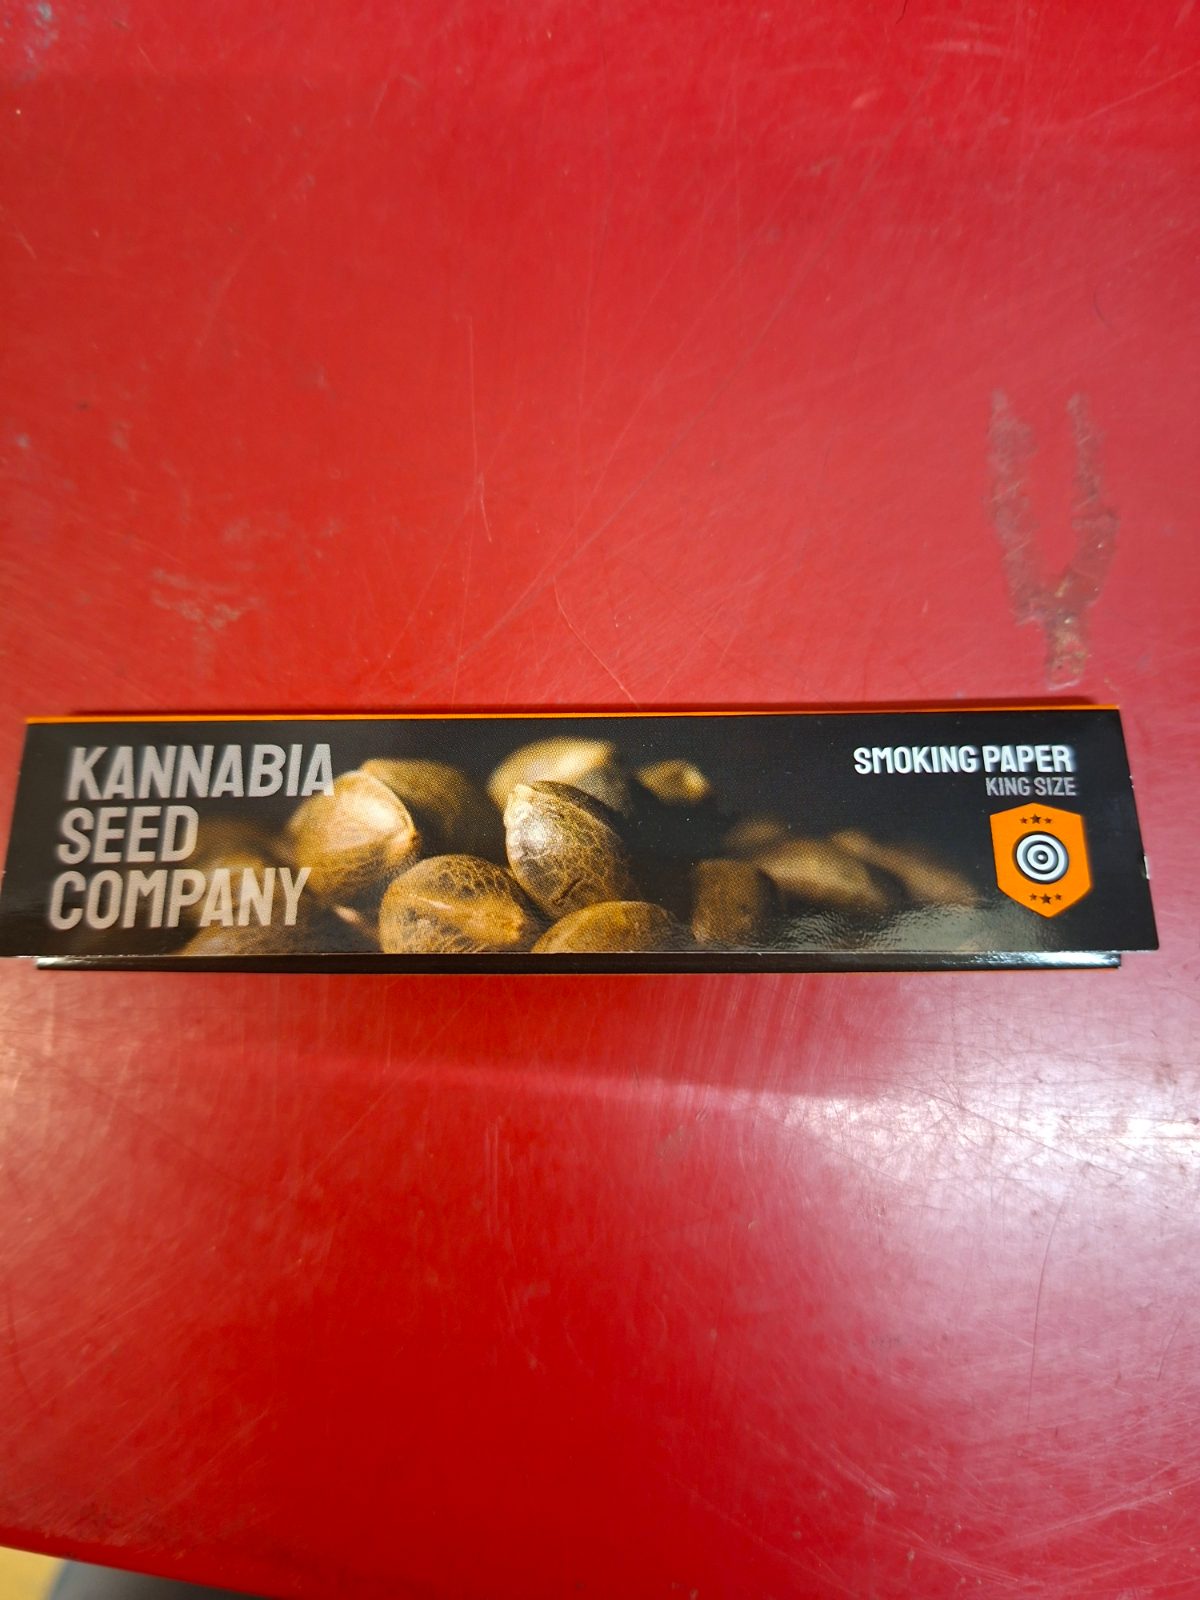 KANNABIA
SEED
COMPANY
SMOKING PAPER
KING SIZE